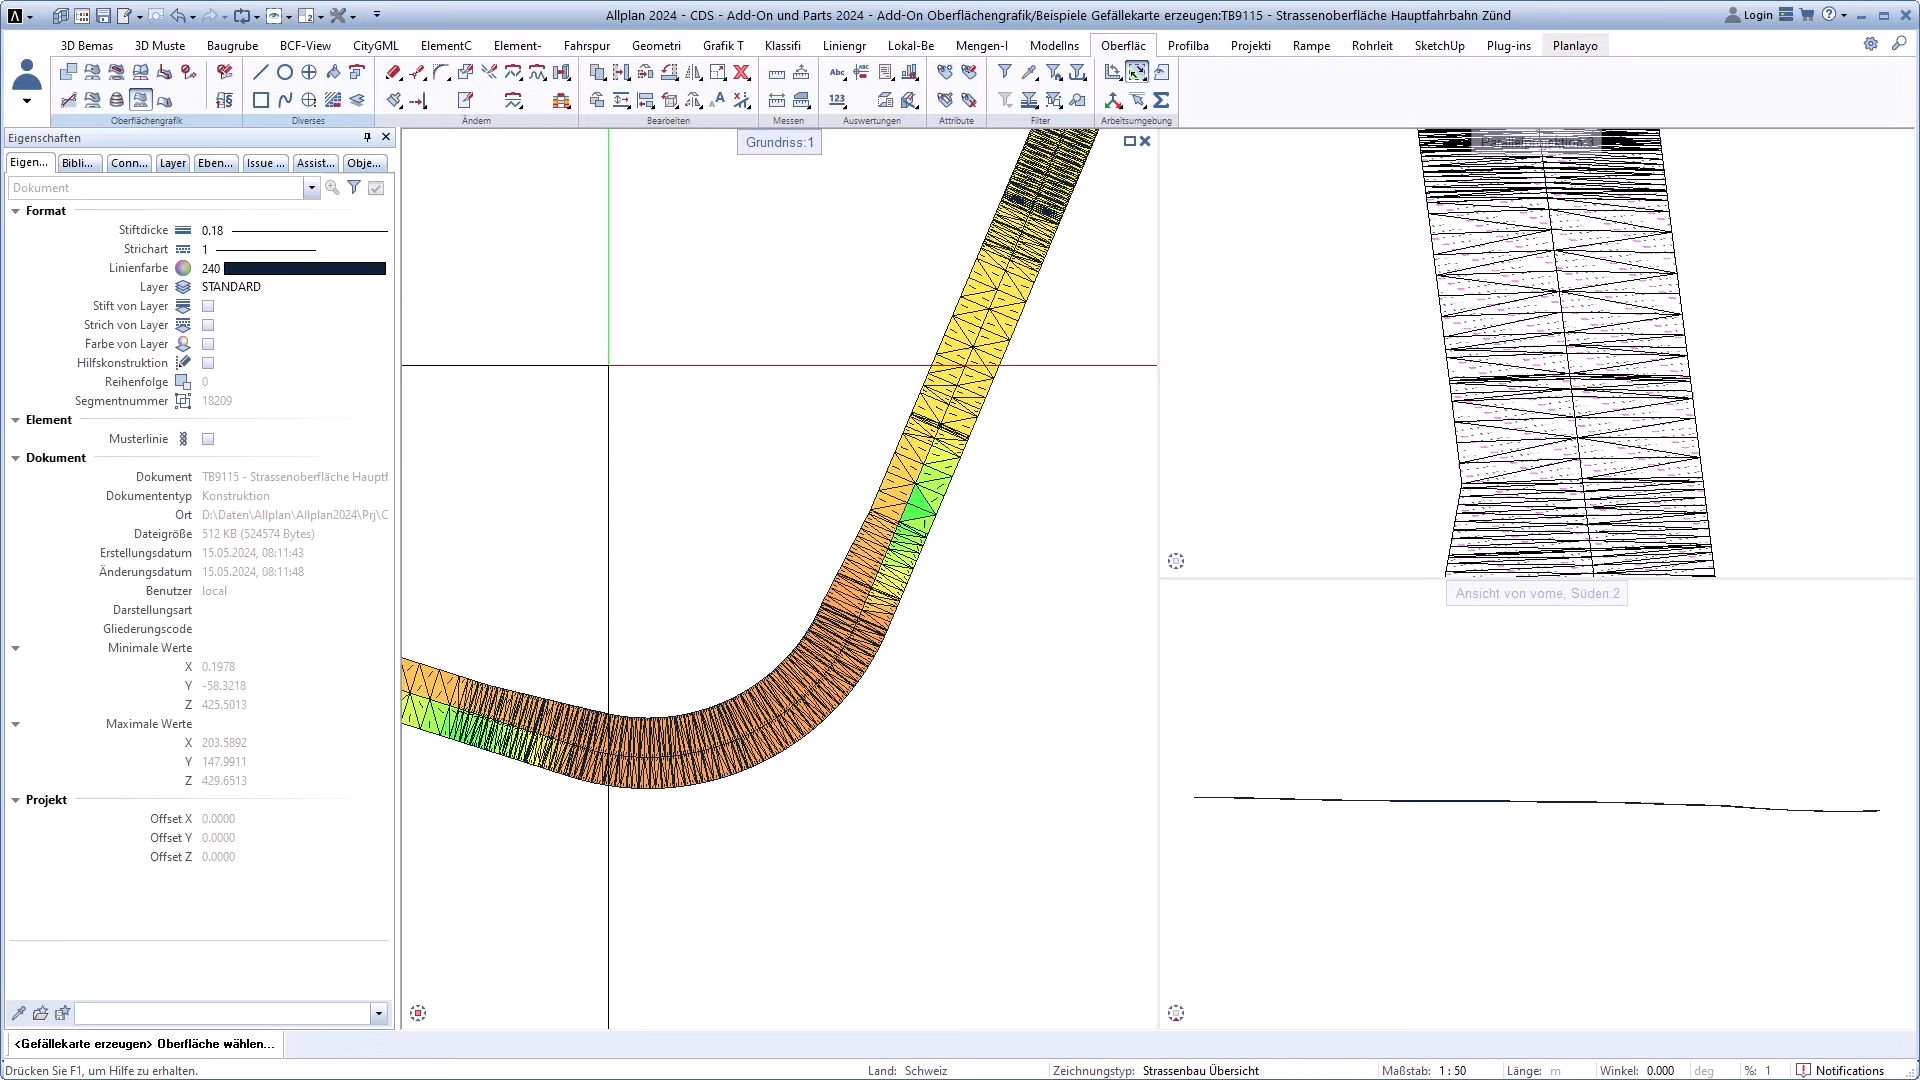 Allplan 2024 - CDS - Add-On und Parts 2024 - Add-On Oberflächengrafik/Beispiele Gefällekarte erzeugen:TB9115 - Strassenoberfläche Hauptfahrbahn Zünd
Login
3D Bemas 3D Muste Baugrube BCF-View CityGML ElementC Element- Fahrspur Geometri Grafik T Klassifi Liniengr Lokal-Be Mengen-I Modellns Oberfläc Profilba Projekti Rampe Rohrleit SketchUp Plug-ins Planlayo
Abc ABC
123
Oberflächengrafik Diverses Ändern Bearbeiten Messen Auswertungen Attribute Filter Arbeitsumgebung
Eigenschaften
Eigen... Bibli... Conn... Layer Eben... Issue ... Assist... Obje...
Dokument
Format
Stiftdicke 0.18
Strichart 1
Linienfarbe 240
Layer STANDARD
Stift von Layer
Strich von Layer
Farbe von Layer
Hilfskonstruktion
Reihenfolge 0
Segmentnummer 18209
Element
Musterlinie
Dokument
Dokument TB9115 - Strassenoberfläche Hauptf
Dokumententyp Konstruktion
Ort D:\Daten\Allplan\Allplan2024\Prj\C
Dateigröße 512 KB (524574 Bytes)
Erstellungsdatum 15.05.2024, 08:11:43
Änderungsdatum 15.05.2024, 08:11:48
Benutzer local
Darstellungsart
Gliederungscode
Minimale Werte
X 0.1978
Y -58.3218
Z 425.5013
Maximale Werte
X 203.5892
Y 147.9911
Z 429.6513
Projekt
Offset X 0.0000
Offset Y 0.0000
Offset Z 0.0000
Grundriss:1
Ansicht von vorne, Süden:2
<Gefällekarte erzeugen> Oberfläche wählen...
Drücken Sie F1, um Hilfe zu erhalten.
Land: Schweiz
Zeichnungstyp: Strassenbau Übersicht
Maßstab: 1 : 50
Länge: m
Winkel: 0.000 deg
%: 1
Notifications